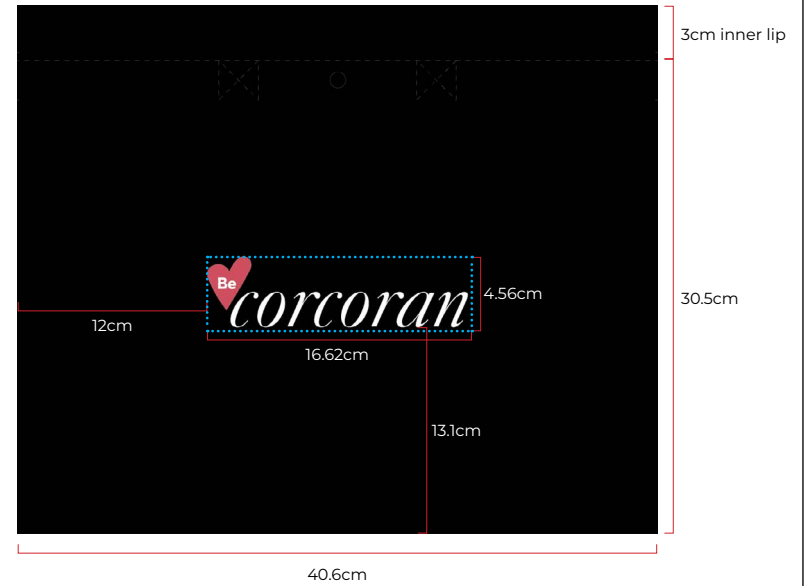 3cm inner lip
Be
corcoran
4.56cm
30.5cm
12cm
16.62cm
13.1cm
40.6cm